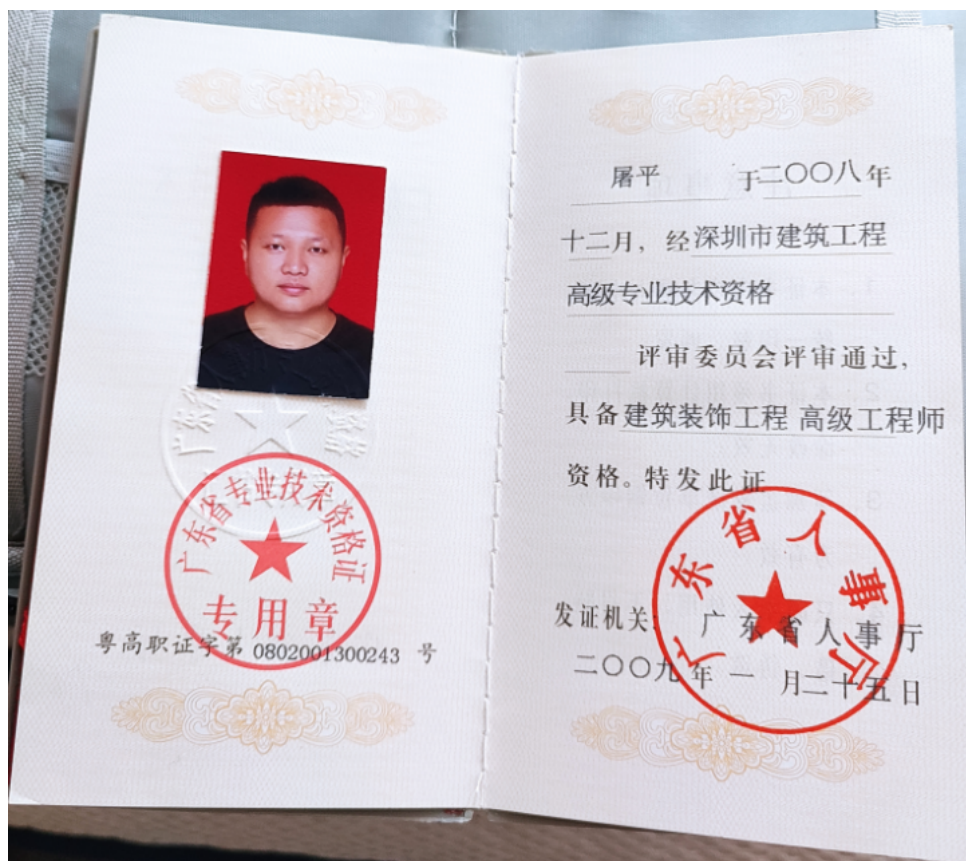 广东省专业技术资格证
专用章
粤高职证字第 0802001300243 号
屠平 于二〇〇八年
十二月，经深圳市建筑工程
高级专业技术资格
评审委员会评审通过，
具备建筑装饰工程 高级工程师
资格。特发此证
广东省人事厅
发证机关：广东省人事厅
二〇〇九年一月二十五日